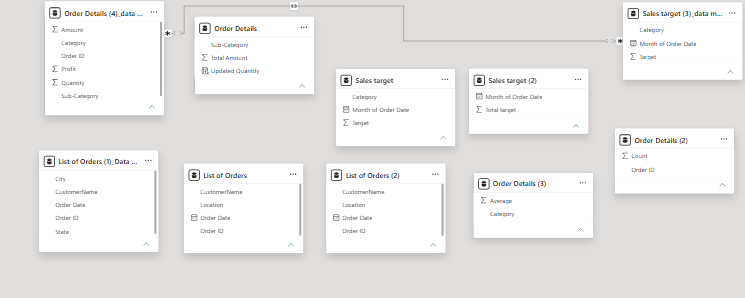 Order Details (4)_data ...
Amount
Category
Order ID
Profit
Quantity
Sub-Category
Order Details
Sub-Category
Total Amount
Updated Quantity
Sales target (3)_data m...
Category
Month of Order Date
Target
Sales target
Category
Month of Order Date
Target
Sales target (2)
Month of Order Date
Total target
Order Details (2)
Count
Order ID
List of Orders (1)_Data ...
City
CustomerName
Order Date
Order ID
State
List of Orders
CustomerName
Location
Order Date
Order ID
List of Orders (2)
CustomerName
Location
Order Date
Order ID
Order Details (3)
Average
Category